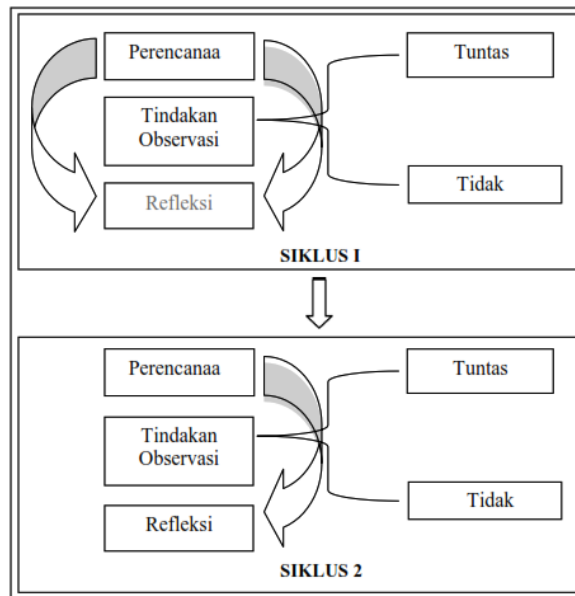 Perencanaa
Tuntas
Tindakan
Observasi
Tidak
Refleksi
SIKLUS I
Perencanaa
Tuntas
Tindakan
Observasi
Tidak
Refleksi
SIKLUS 2